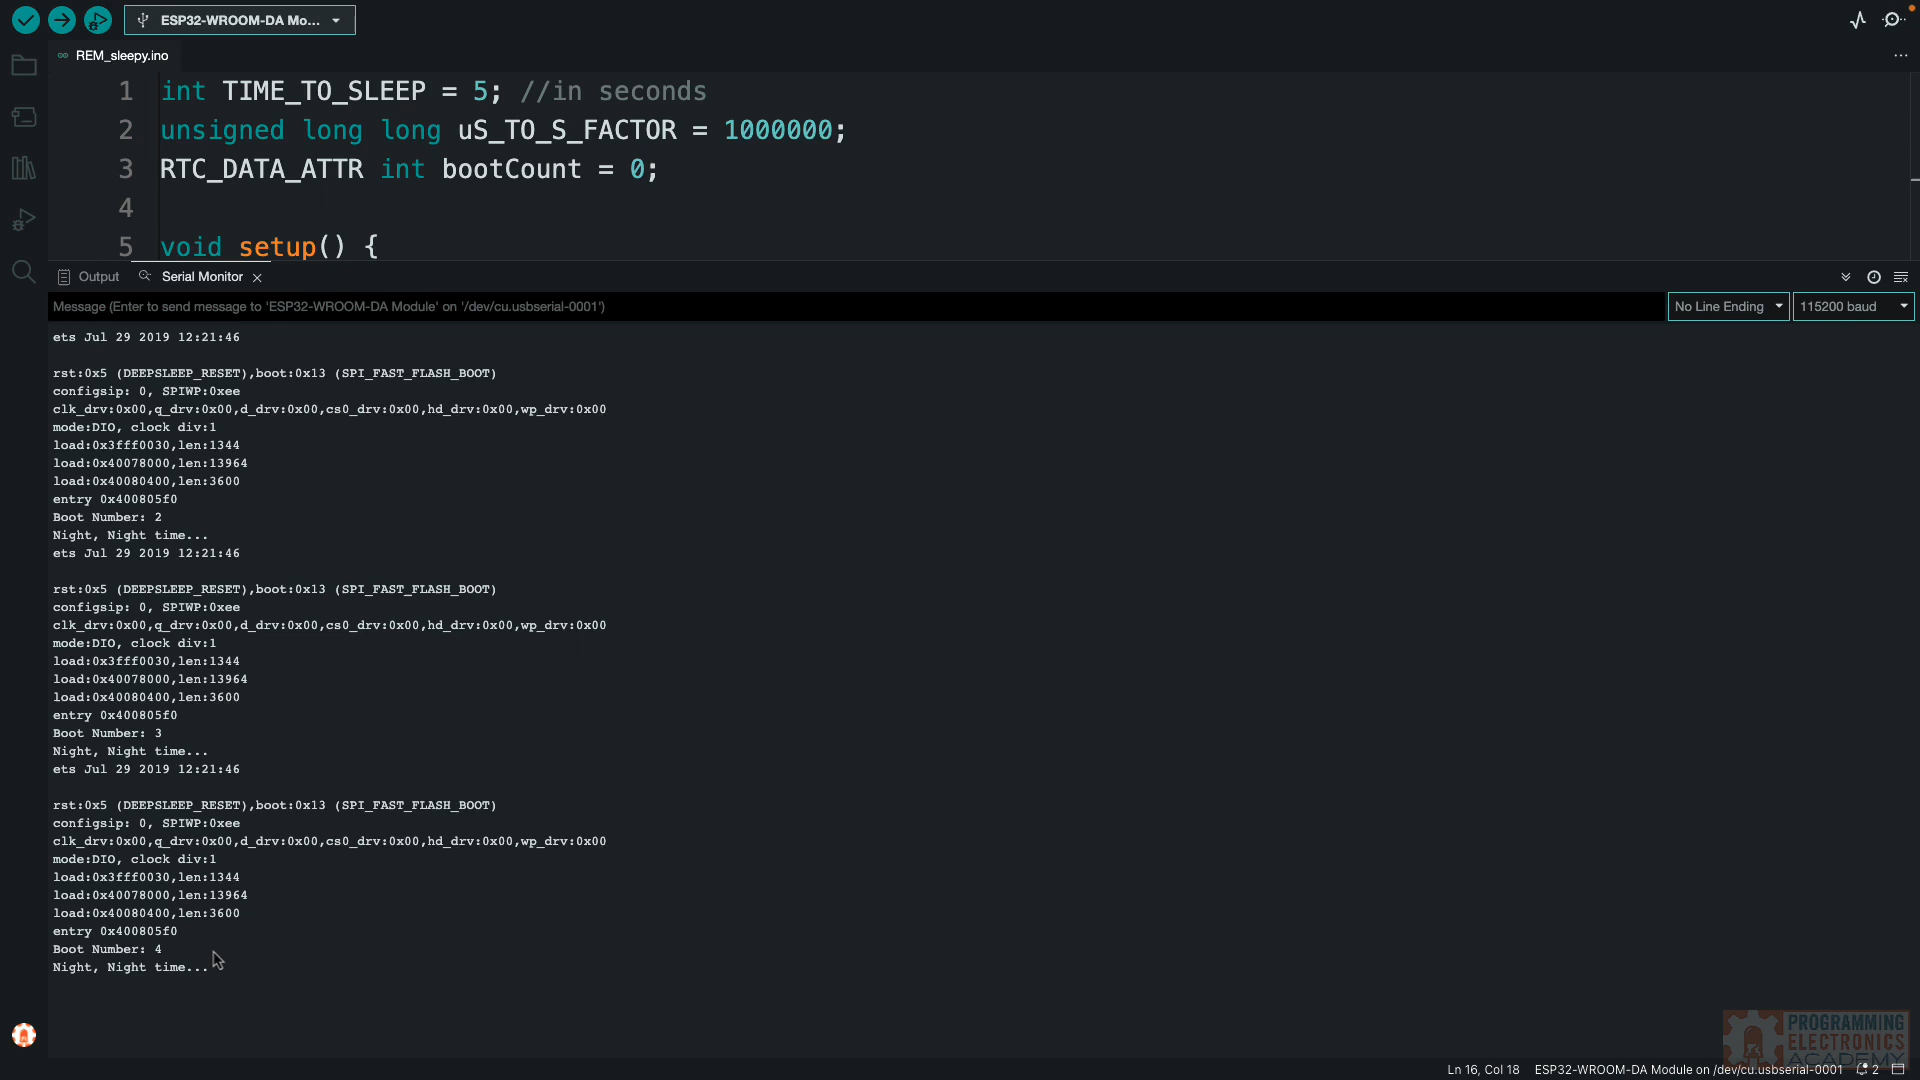 ESP32-WROOM-DA Mo...
REM_sleepy.ino
1 int TIME_TO_SLEEP = 5; //in seconds
2 unsigned long long uS_TO_S_FACTOR = 1000000;
3 RTC_DATA_ATTR int bootCount = 0;
4
5 void setup() {
Output Serial Monitor
Message (Enter to send message to 'ESP32-WROOM-DA Module' on '/dev/cu.usbserial-0001') No Line Ending 115200 baud
ets Jul 29 2019 12:21:46
rst:0x5 (DEEPSLEEP_RESET),boot:0x13 (SPI_FAST_FLASH_BOOT)
configsip: 0, SPIWP:0xee
clk_drv:0x00,q_drv:0x00,d_drv:0x00,cs0_drv:0x00,hd_drv:0x00,wp_drv:0x00
mode:DIO, clock div:1
load:0x3fff0030,len:1344
load:0x40078000,len:13964
load:0x40080400,len:3600
entry 0x400805f0
Boot Number: 2
Night, Night time...
ets Jul 29 2019 12:21:46
rst:0x5 (DEEPSLEEP_RESET),boot:0x13 (SPI_FAST_FLASH_BOOT)
configsip: 0, SPIWP:0xee
clk_drv:0x00,q_drv:0x00,d_drv:0x00,cs0_drv:0x00,hd_drv:0x00,wp_drv:0x00
mode:DIO, clock div:1
load:0x3fff0030,len:1344
load:0x40078000,len:13964
load:0x40080400,len:3600
entry 0x400805f0
Boot Number: 3
Night, Night time...
ets Jul 29 2019 12:21:46
rst:0x5 (DEEPSLEEP_RESET),boot:0x13 (SPI_FAST_FLASH_BOOT)
configsip: 0, SPIWP:0xee
clk_drv:0x00,q_drv:0x00,d_drv:0x00,cs0_drv:0x00,hd_drv:0x00,wp_drv:0x00
mode:DIO, clock div:1
load:0x3fff0030,len:1344
load:0x40078000,len:13964
load:0x40080400,len:3600
entry 0x400805f0
Boot Number: 4
Night, Night time...
PROGRAMMING
ELECTRONICS
ACADEMY
Ln 16, Col 18 ESP32-WROOM-DA Module on /dev/cu.usbserial-0001 2